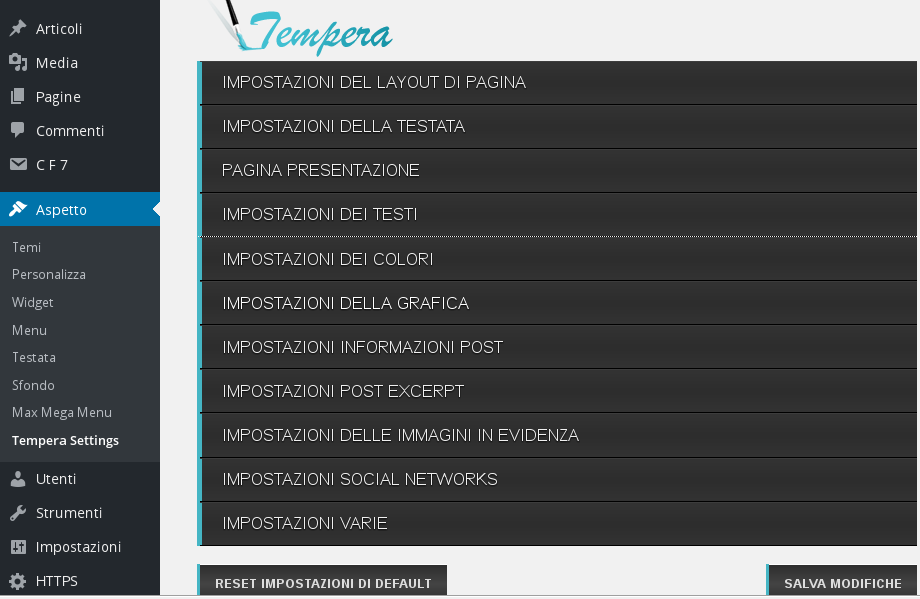 Articoli
Media
Pagine
Commenti
C F 7
Aspetto
Temi
Personalizza
Widget
Menu
Testata
Sfondo
Max Mega Menu
Tempera Settings
Utenti
Strumenti
Impostazioni
HTTPS
Tempera
IMPOSTAZIONI DEL LAYOUT DI PAGINA
IMPOSTAZIONI DELLA TESTATA
PAGINA PRESENTAZIONE
IMPOSTAZIONI DEI TESTI
IMPOSTAZIONI DEI COLORI
IMPOSTAZIONI DELLA GRAFICA
IMPOSTAZIONI INFORMAZIONI POST
IMPOSTAZIONI POST EXCERPT
IMPOSTAZIONI DELLE IMMAGINI IN EVIDENZA
IMPOSTAZIONI SOCIAL NETWORKS
IMPOSTAZIONI VARIE
RESET IMPOSTAZIONI DI DEFAULT
SALVA MODIFICHE